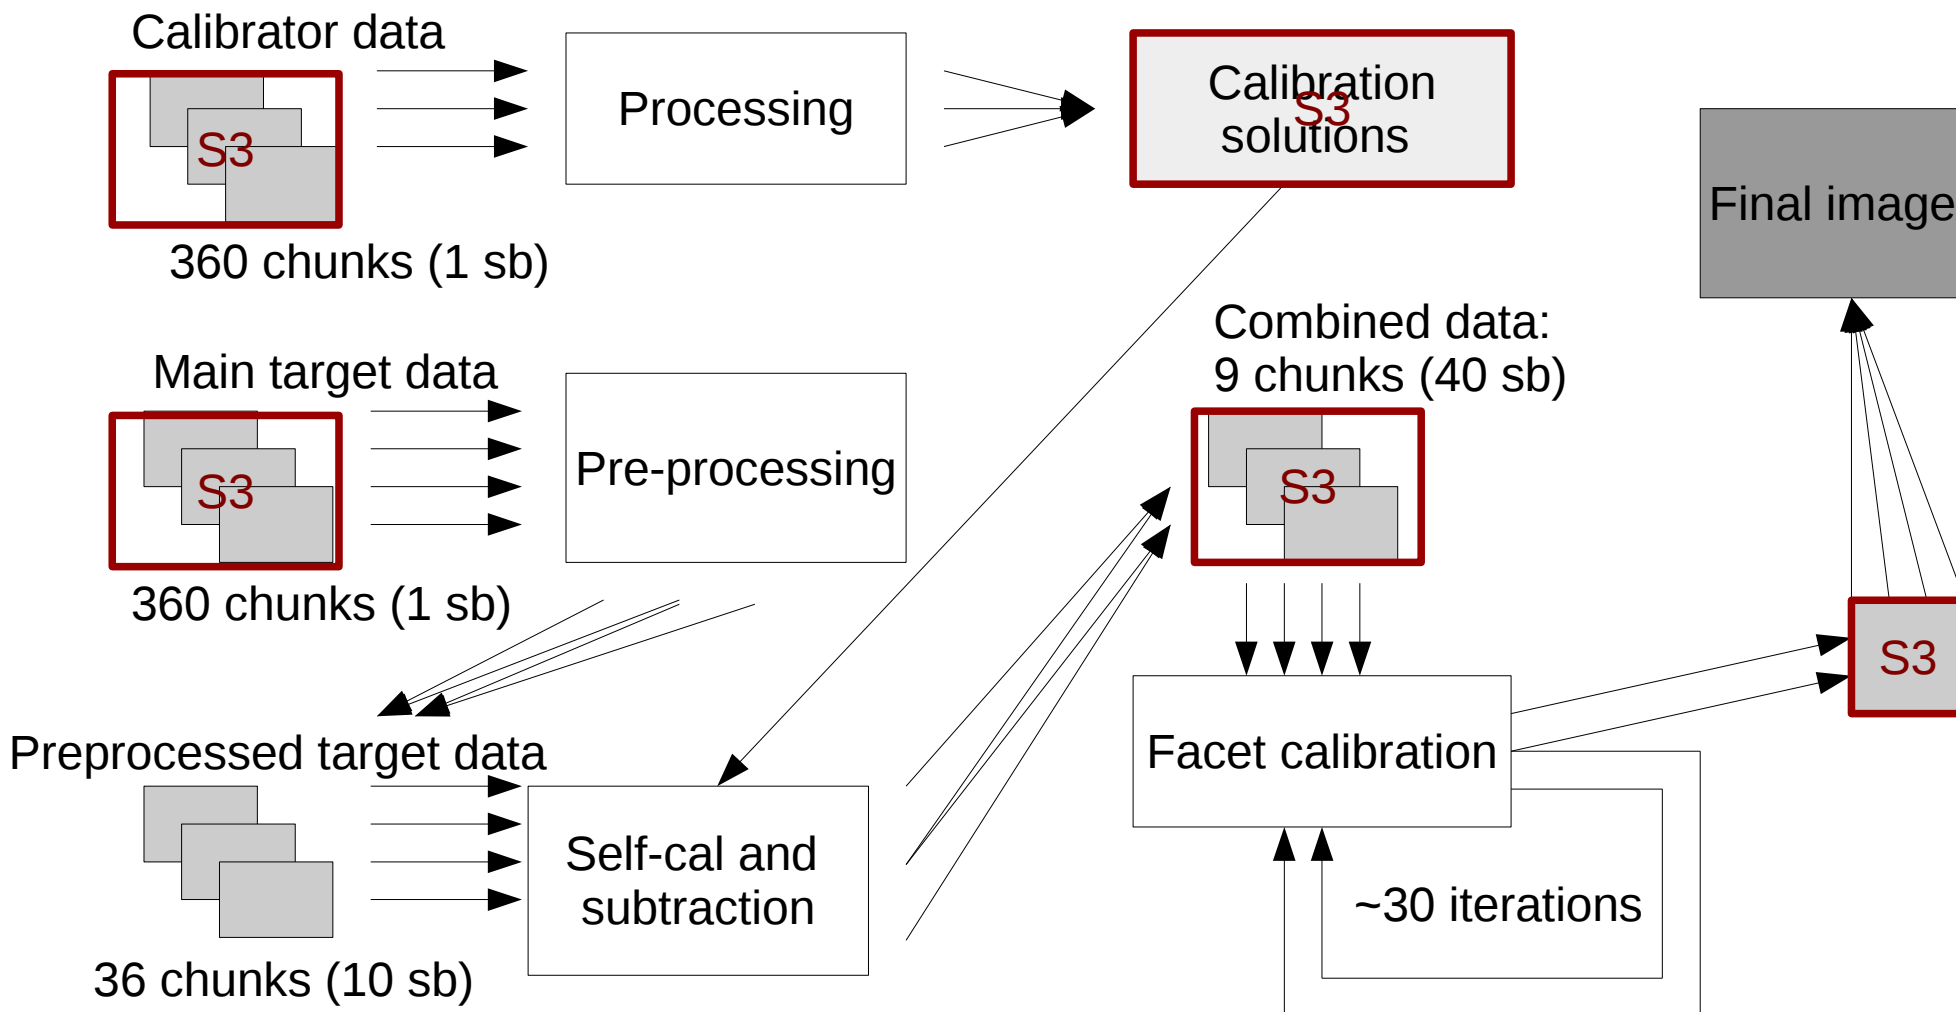 Calibrator data
S3
360 chunks (1 sb)
Processing
Calibration
S3
solutions
Final image
Main target data
S3
360 chunks (1 sb)
Pre-processing
Combined data:
9 chunks (40 sb)
S3
Preprocessed target data
36 chunks (10 sb)
Self-cal and
subtraction
Facet calibration
~30 iterations
S3